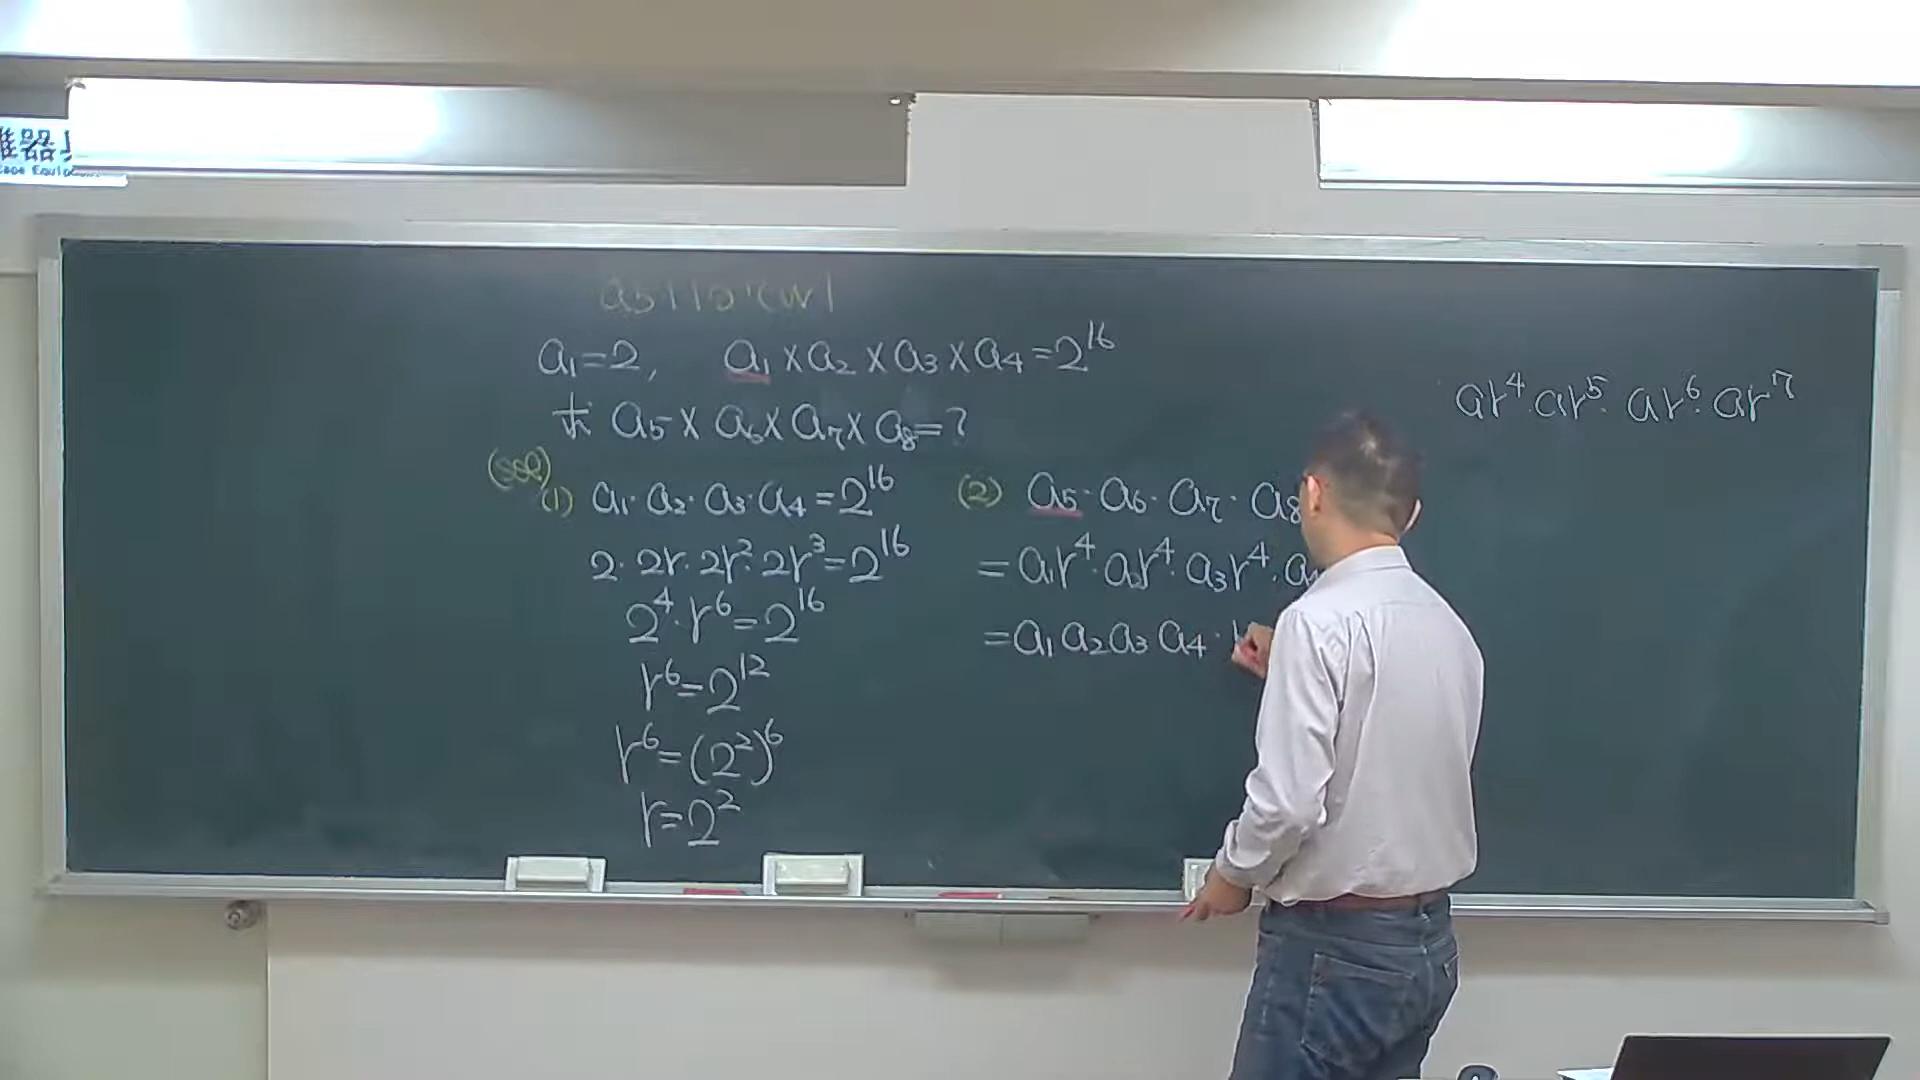 器
a₁=2, a₁×a₂×a₃×a₄=2¹⁶
求 a₅×a₆×a₇×a₈=?
(sol)
(1) a₁·a₂·a₃·a₄=2¹⁶
2·2r·2r²·2r³=2¹⁶
2⁴·r⁶=2¹⁶
r⁶=2¹²
r⁶=(2²)⁶
r=2²
(2) a₅·a₆·a₇·a₈
=a₁r⁴·a₂r⁴·a₃r⁴·a
=a₁a₂a₃a₄·
ar⁴·ar⁵·ar⁶·ar⁷